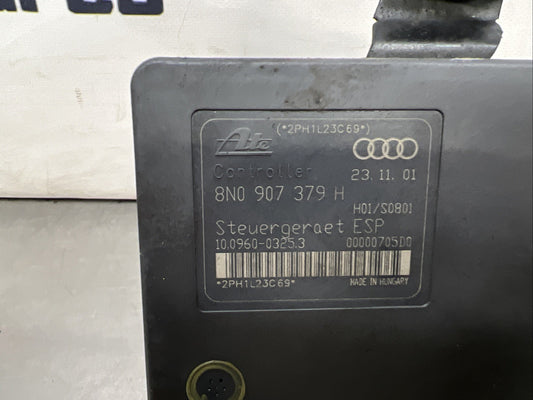 (*2PH1L23C69*)
Ate
Controller 23.11.01
8N0 907 379 H
H01/S0801
Steuergeraet ESP
10.0960-0325.3 00000705D0
*2PH1L23C69*
MADE IN HUNGARY